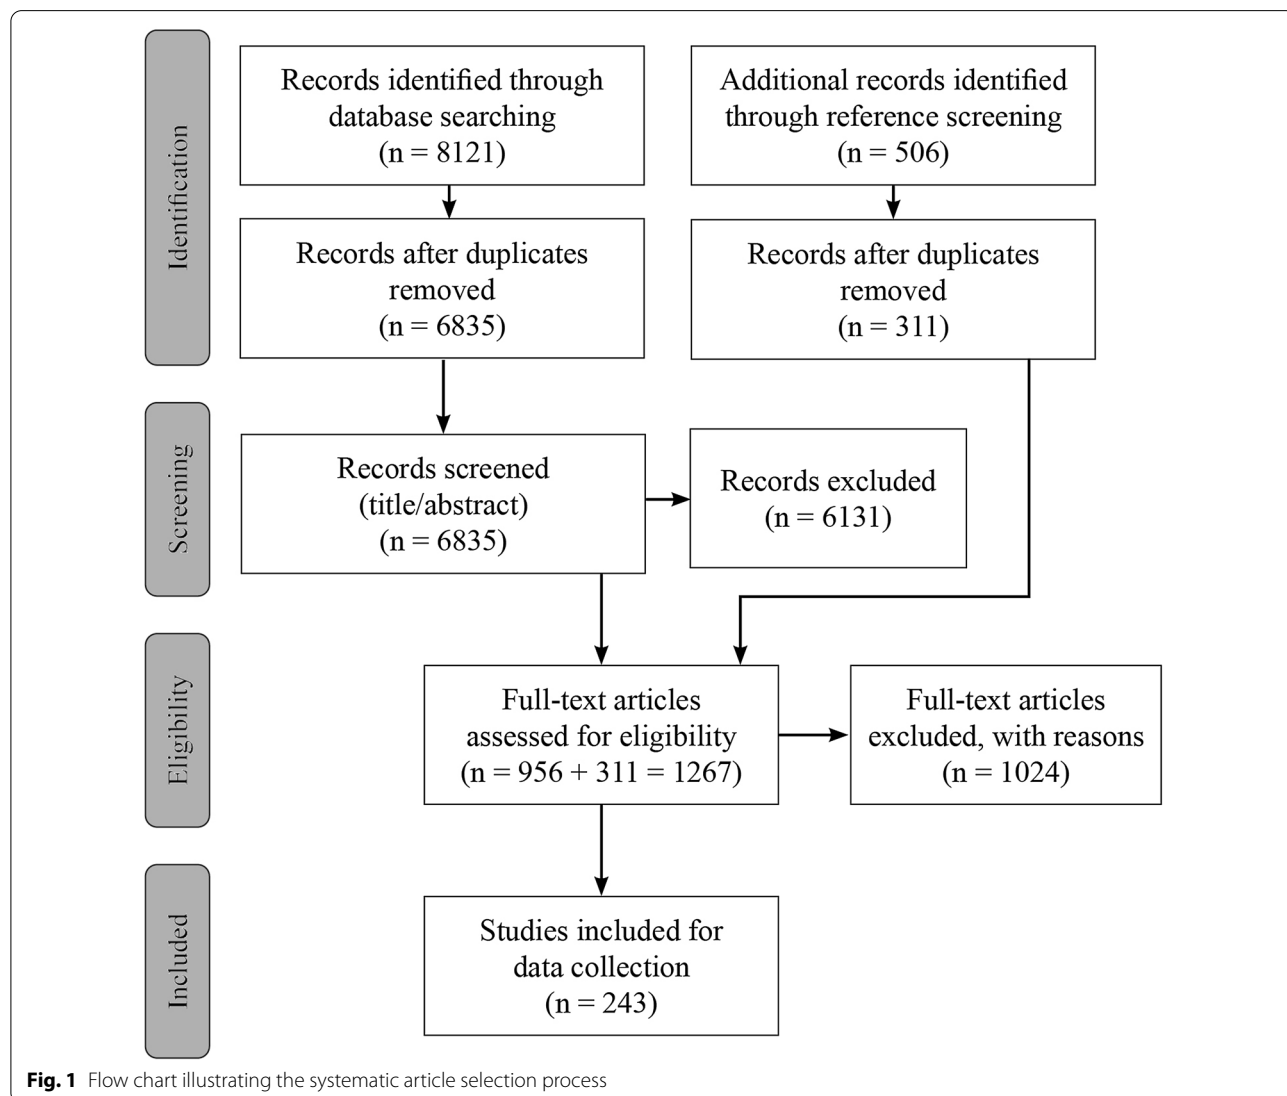 Identification
Records identified through
database searching
(n = 8121)
Additional records identified
through reference screening
(n = 506)
Records after duplicates
removed
(n = 6835)
Records after duplicates
removed
(n = 311)
Screening
Records screened
(title/abstract)
(n = 6835)
Records excluded
(n = 6131)
Eligibility
Full-text articles
assessed for eligibility
(n = 956 + 311 = 1267)
Full-text articles
excluded, with reasons
(n = 1024)
Included
Studies included for
data collection
(n = 243)
Fig. 1 Flow chart illustrating the systematic article selection process